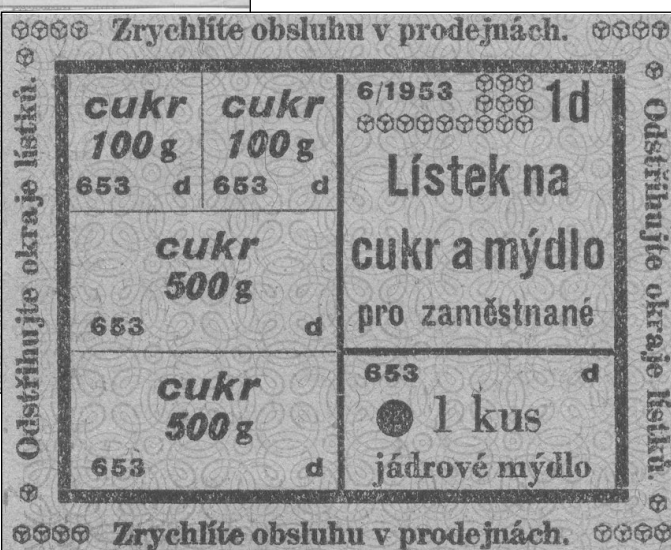 Zrychlíte obsluhu v prodejnách.
Odstřihujte okraje lístků.
cukr
100 g
653 d
cukr
100 g
653 d
cukr
500 g
653 d
cukr
500 g
653 d
6/1953
1d
Lístek na
cukr a mýdlo
pro zaměstnané
653 d
1 kus
jádrové mýdlo
Odstřihujte okraje lístků.
Zrychlíte obsluhu v prodejnách.